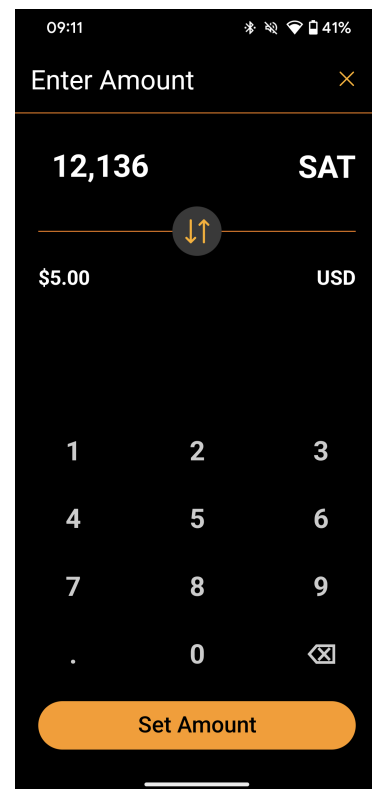 09:11 41%
Enter Amount
12,136 SAT
$5.00 USD
1 2 3
4 5 6
7 8 9
. 0
Set Amount